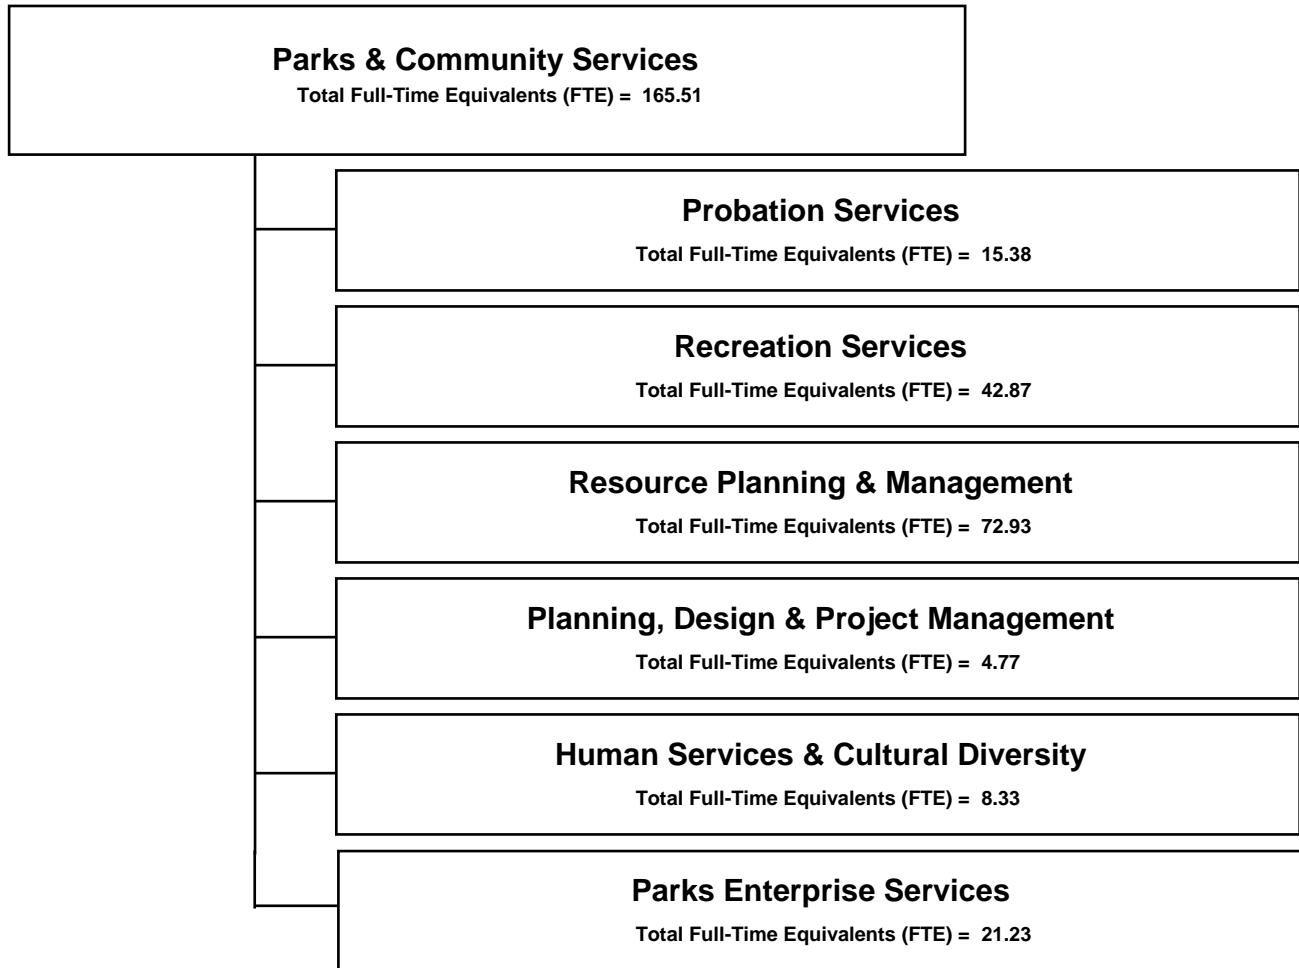 Parks & Community Services
Total Full-Time Equivalents (FTE) = 165.51
Probation Services
Total Full-Time Equivalents (FTE) = 15.38
Recreation Services
Total Full-Time Equivalents (FTE) = 42.87
Resource Planning & Management
Total Full-Time Equivalents (FTE) = 72.93
Planning, Design & Project Management
Total Full-Time Equivalents (FTE) = 4.77
Human Services & Cultural Diversity
Total Full-Time Equivalents (FTE) = 8.33
Parks Enterprise Services
Total Full-Time Equivalents (FTE) = 21.23